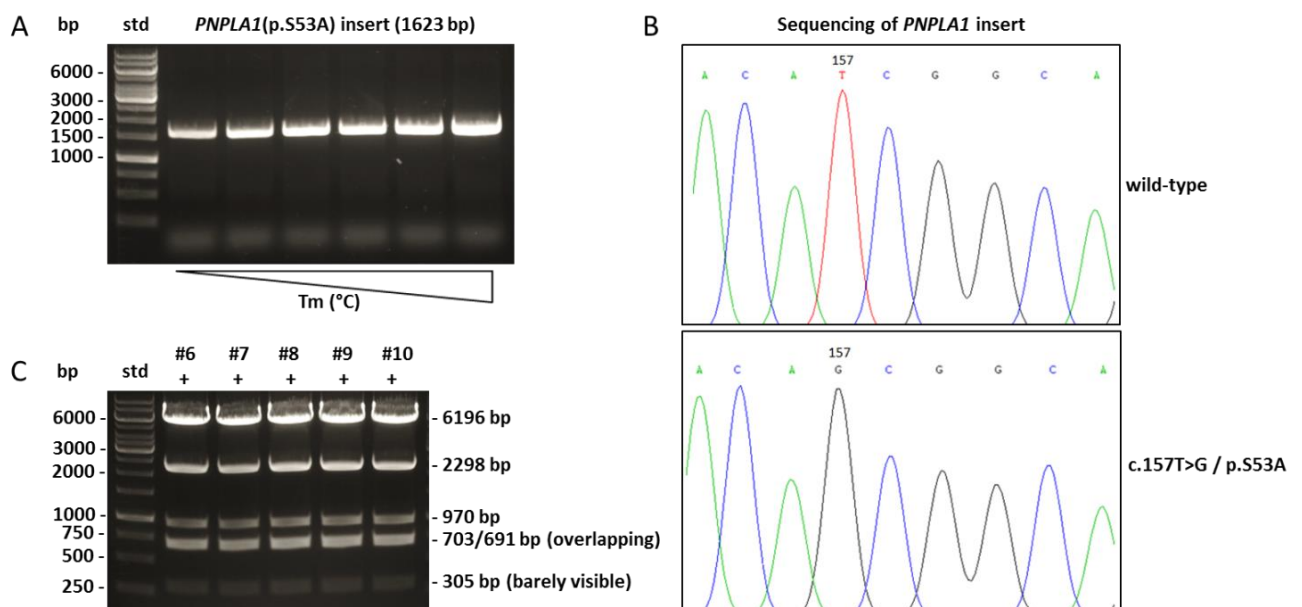 A
bp std PNPLA1(p.S53A) insert (1623 bp)
6000 -
3000 -
2000 -
1500 -
1000 -
Tm (°C)
B
Sequencing of PNPLA1 insert
157
A C A T C G G C A
wild-type
157
A C A G C G G C A
c.157T>G / p.S53A
C
#6 #7 #8 #9 #10
bp std + + + + +
6000 - - 6196 bp
3000 -
2000 - - 2298 bp
1000 - - 970 bp
750 - - 703/691 bp (overlapping)
500 -
250 - - 305 bp (barely visible)